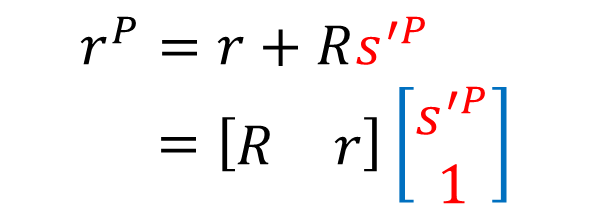 r^P = r + Rs′^P
= [R r] [s′^P
1]